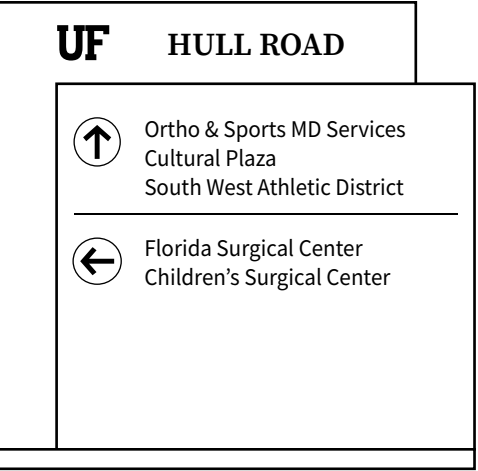 UF HULL ROAD
Ortho & Sports MD Services
Cultural Plaza
South West Athletic District
Florida Surgical Center
Children’s Surgical Center